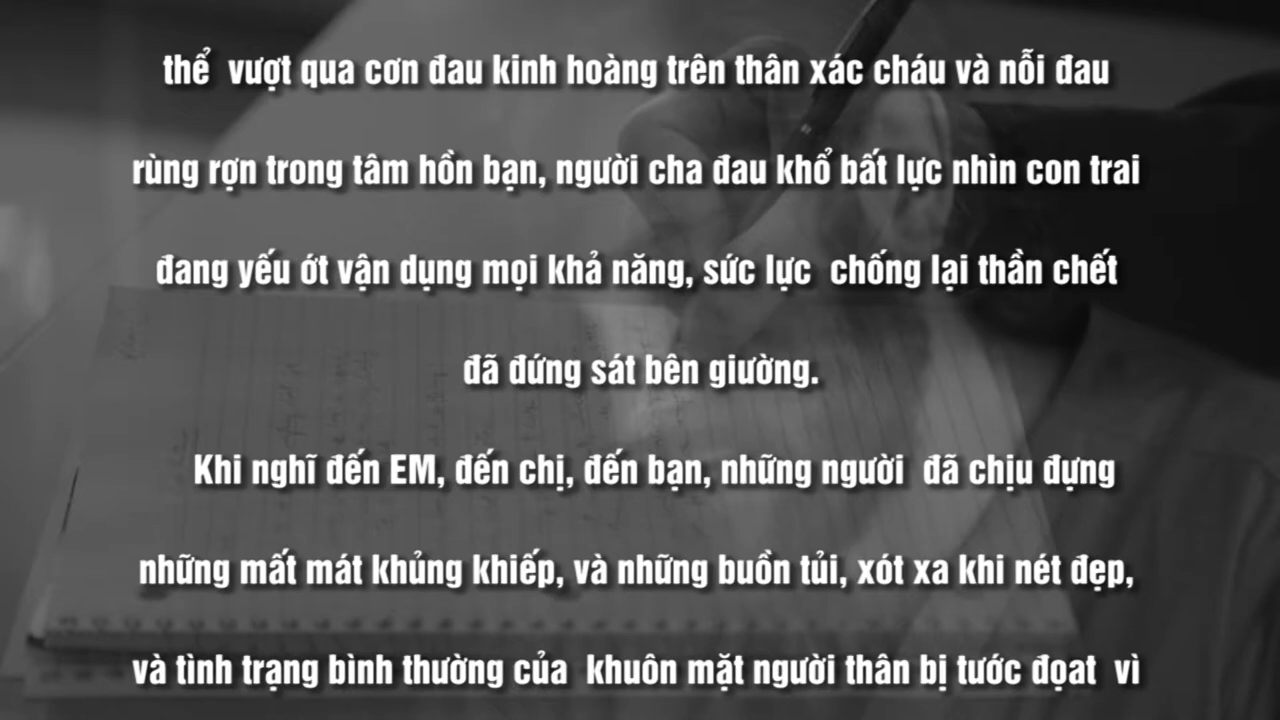 thể vượt qua cơn đau kinh hoàng trên thân xác cháu và nỗi đau
rùng rợn trong tâm hồn bạn, người cha đau khổ bất lực nhìn con trai
đang yếu ớt vận dụng mọi khả năng, sức lực chống lại thần chết
đã đứng sát bên giường.
Khi nghĩ đến EM, đến chị, đến bạn, những người đã chịu đựng
những mất mát khủng khiếp, và những buồn tủi, xót xa khi nét đẹp,
và tình trạng bình thường của khuôn mặt người thân bị tước đọat vì